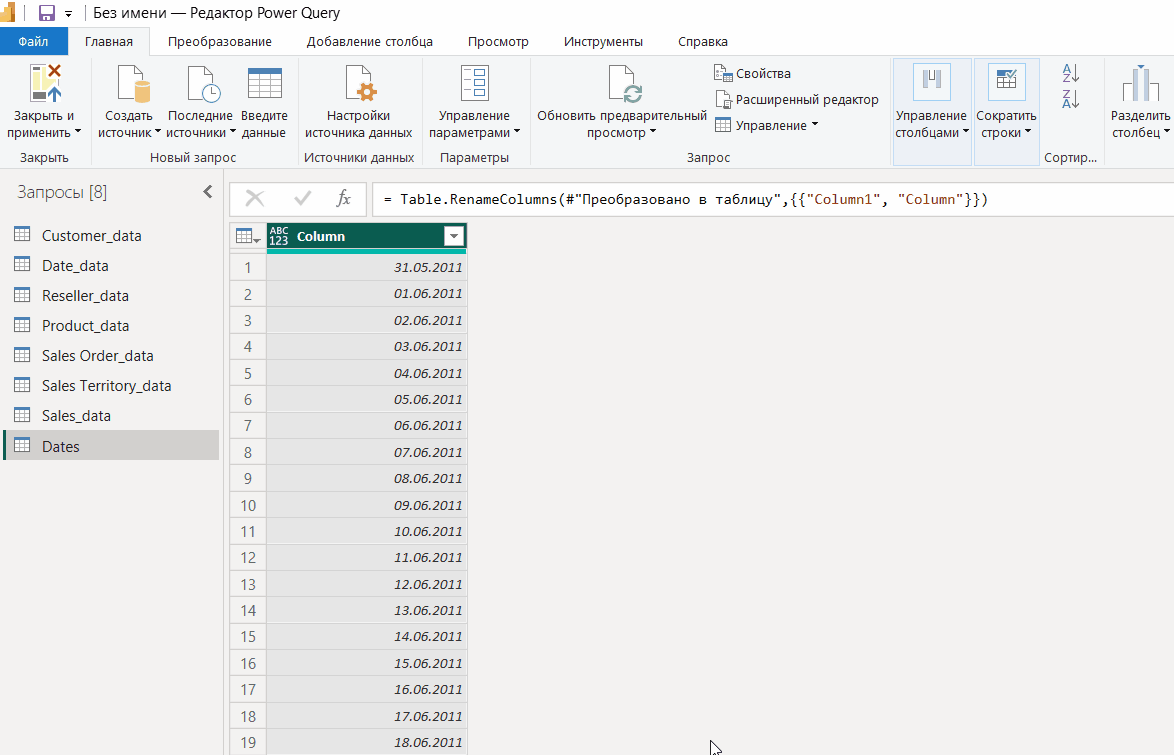 Без имени — Редактор Power Query
Файл Главная Преобразование Добавление столбца Просмотр Инструменты Справка
Закрыть и применить
Создать источник
Последние источники
Введите данные
Настройки источника данных
Управление параметрами
Обновить предварительный просмотр
Свойства
Расширенный редактор
Управление
Управление столбцами
Сократить строки
Разделить столбец
Закрыть Новый запрос Источники данных Параметры Запрос Сортир...
Запросы [8]
= Table.RenameColumns(#"Преобразовано в таблицу",{{"Column1", "Column"}})
Customer_data
Date_data
Reseller_data
Product_data
Sales Order_data
Sales Territory_data
Sales_data
Dates
ABC 123 Column
1 31.05.2011
2 01.06.2011
3 02.06.2011
4 03.06.2011
5 04.06.2011
6 05.06.2011
7 06.06.2011
8 07.06.2011
9 08.06.2011
10 09.06.2011
11 10.06.2011
12 11.06.2011
13 12.06.2011
14 13.06.2011
15 14.06.2011
16 15.06.2011
17 16.06.2011
18 17.06.2011
19 18.06.2011